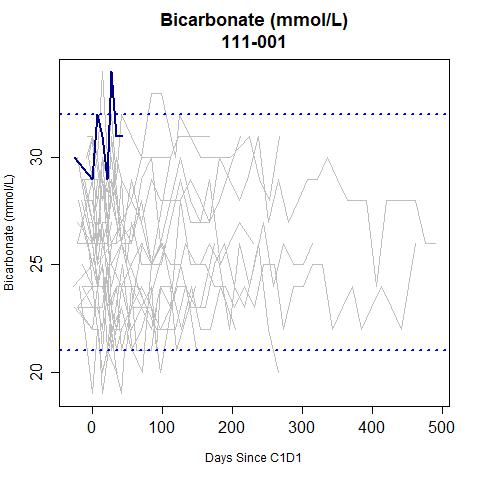 Bicarbonate (mmol/L)
111-001
Bicarbonate (mmol/L)
30
25
20
0 100 200 300 400 500
Days Since C1D1